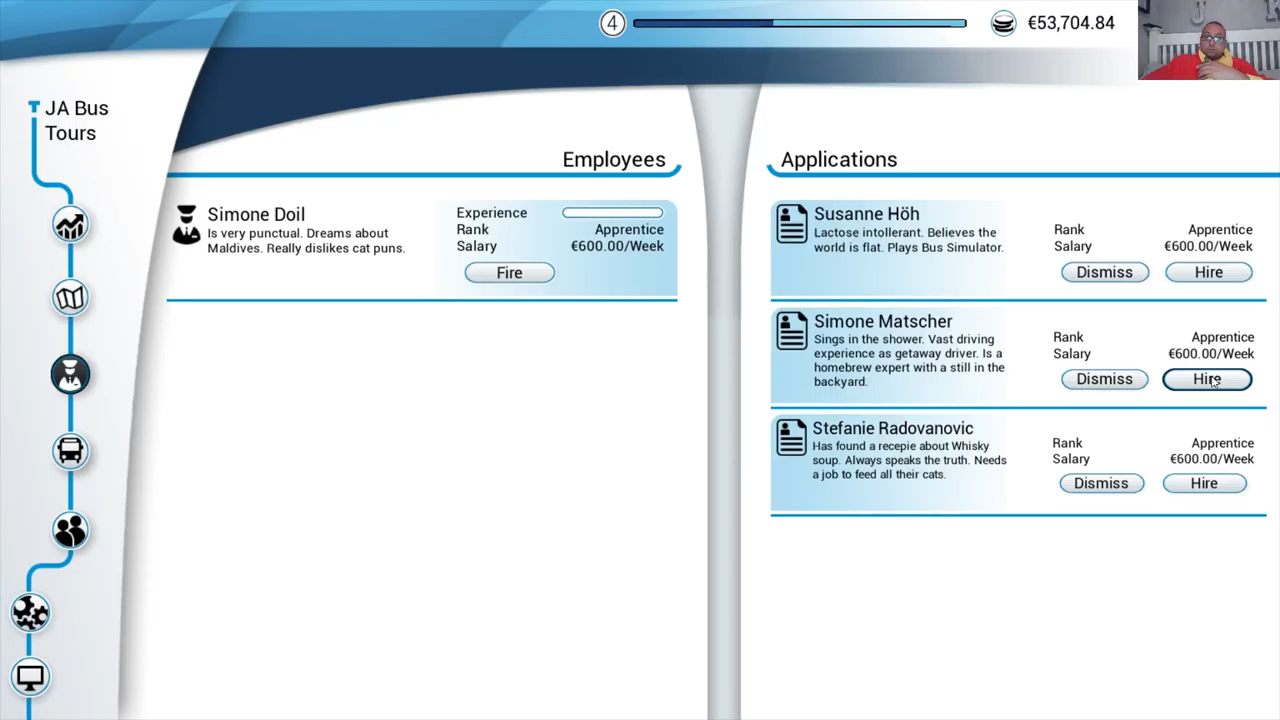 4
€53,704.84
JA Bus
Tours
Employees
Simone Doil
Is very punctual. Dreams about
Maldives. Really dislikes cat puns.
Experience
Rank Apprentice
Salary €600.00/Week
Fire
Applications
Susanne Höh
Lactose intollerant. Believes the
world is flat. Plays Bus Simulator.
Rank Apprentice
Salary €600.00/Week
Dismiss Hire
Simone Matscher
Sings in the shower. Vast driving
experience as getaway driver. Is a
homebrew expert with a still in the
backyard.
Rank Apprentice
Salary €600.00/Week
Dismiss Hire
Stefanie Radovanovic
Has found a recepie about Whisky
soup. Always speaks the truth. Needs
a job to feed all their cats.
Rank Apprentice
Salary €600.00/Week
Dismiss Hire